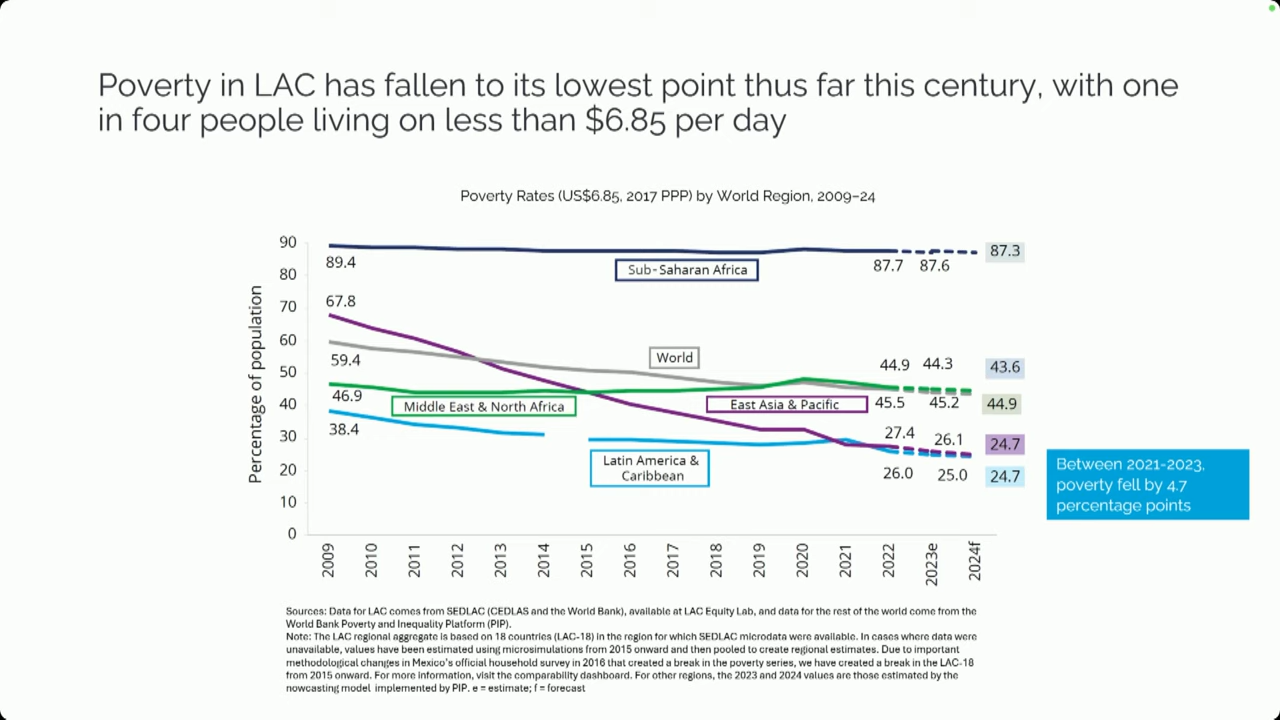 Poverty in LAC has fallen to its lowest point thus far this century, with one
in four people living on less than $6.85 per day
Poverty Rates (US$6.85, 2017 PPP) by World Region, 2009–24
Percentage of population
90
80
70
60
50
40
30
20
10
0
89.4
67.8
59.4
46.9
38.4
Sub-Saharan Africa
World
Middle East & North Africa
East Asia & Pacific
Latin America &
Caribbean
87.7 87.6 87.3
44.9 44.3 43.6
45.5 45.2 44.9
27.4 26.1 24.7
26.0 25.0 24.7
2009 2010 2011 2012 2013 2014 2015 2016 2017 2018 2019 2020 2021 2022 2023e 2024f
Between 2021-2023,
poverty fell by 4.7
percentage points
Sources: Data for LAC comes from SEDLAC (CEDLAS and the World Bank), available at LAC Equity Lab, and data for the rest of the world come from the
World Bank Poverty and Inequality Platform (PIP).
Note: The LAC regional aggregate is based on 18 countries (LAC-18) in the region for which SEDLAC microdata were available. In cases where data were
unavailable, values have been estimated using microsimulations from 2015 onward and then pooled to create regional estimates. Due to important
methodological changes in Mexico's official household survey in 2016 that created a break in the poverty series, we have created a break in the LAC-18
from 2015 onward. For more information, visit the comparability dashboard. For other regions, the 2023 and 2024 values are those estimated by the
nowcasting model implemented by PIP. e = estimate; f = forecast